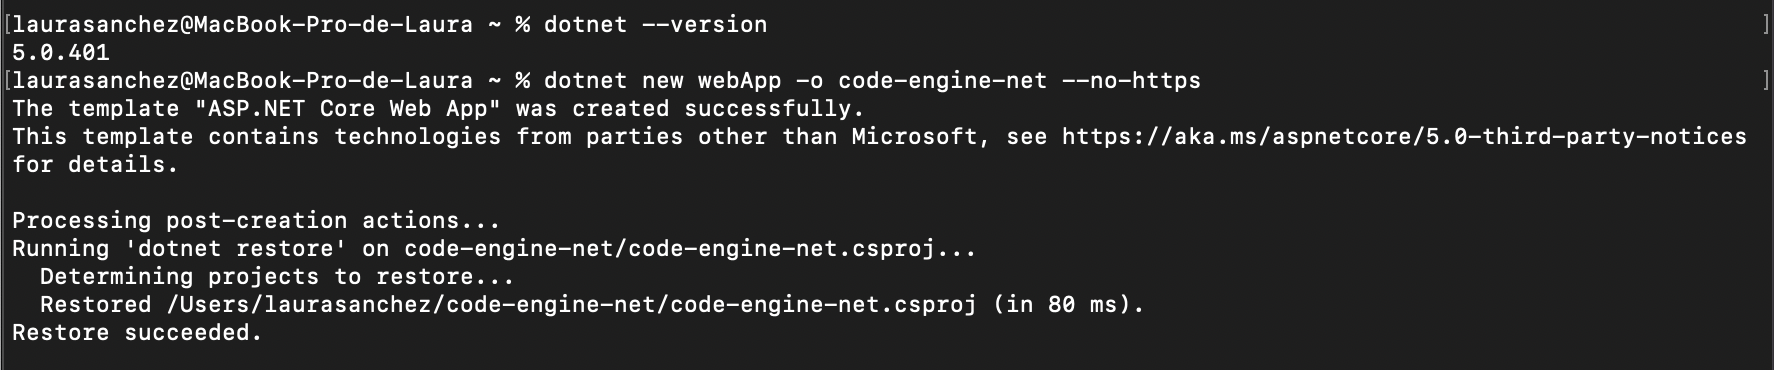 [laurasanchez@MacBook-Pro-de-Laura ~ % dotnet --version ]
5.0.401
[laurasanchez@MacBook-Pro-de-Laura ~ % dotnet new webApp -o code-engine-net --no-https ]
The template "ASP.NET Core Web App" was created successfully.
This template contains technologies from parties other than Microsoft, see https://aka.ms/aspnetcore/5.0-third-party-notices
for details.
Processing post-creation actions...
Running 'dotnet restore' on code-engine-net/code-engine-net.csproj...
  Determining projects to restore...
  Restored /Users/laurasanchez/code-engine-net/code-engine-net.csproj (in 80 ms).
Restore succeeded.